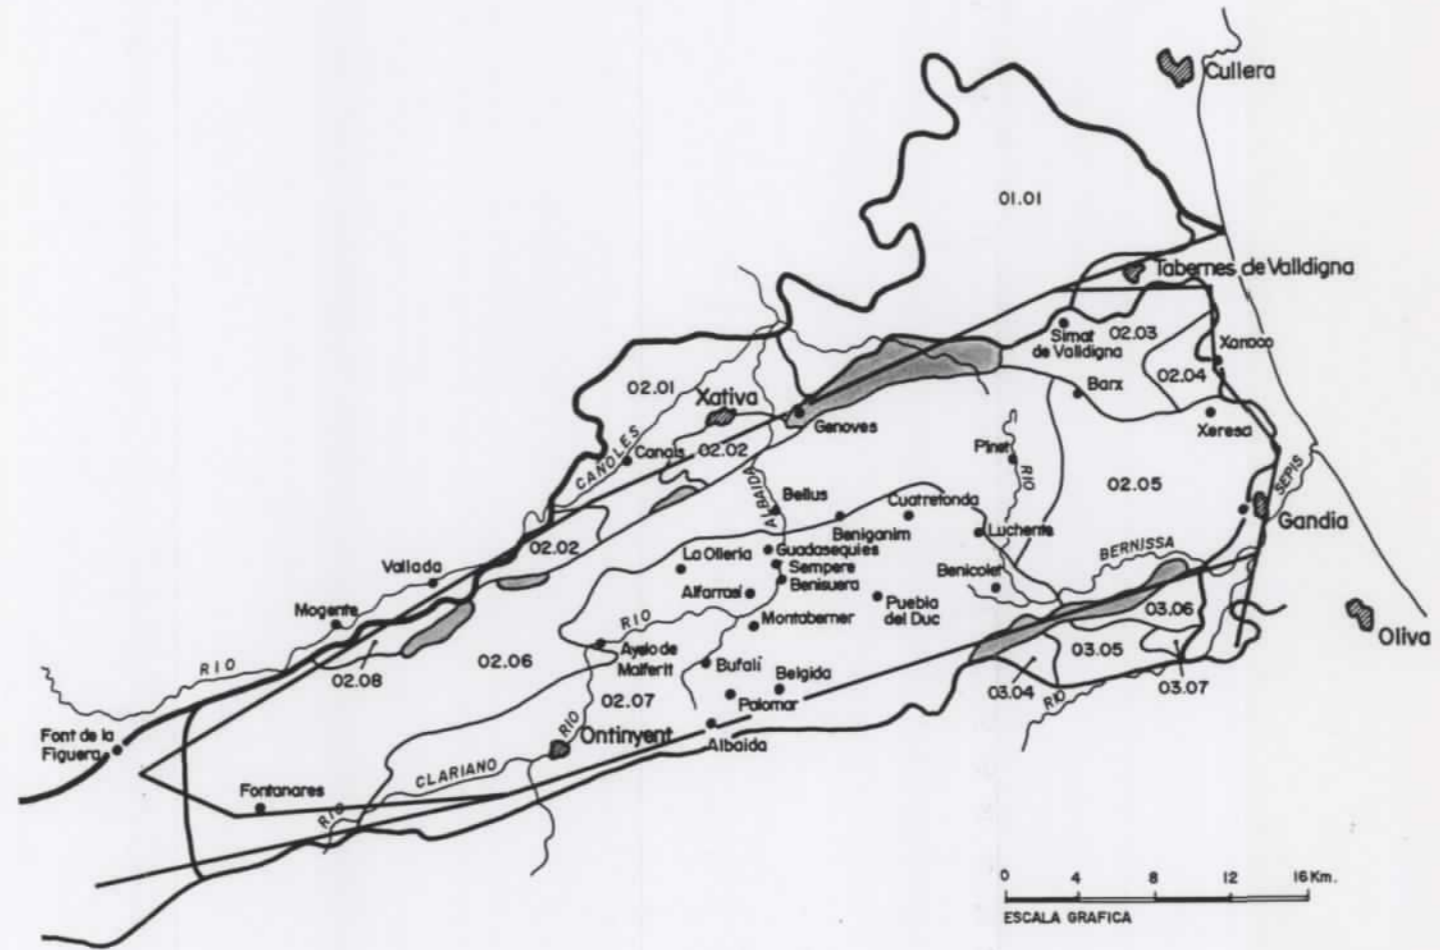 Cullera
01.01
Tabernes de Valldigna
Simat
de Valldigna
02.03
Xaraco
02.04
02.01
Xativa
Barx
Genoves
Xeresa
CAÑOLES
Canals
02.02
Pinet
RIO
02.05
SEPIS
ALBAIDA
Bellus
Cuatretonda
Gandia
Beniganim
Luchente
02.02
La Olleria
Guadasequies
BERNISSA
Vallada
Sempere
Benisuera
Benicolet
Alfarrasi
Mogente
Puebla
del Duc
03.06
RIO
Montaberner
Oliva
Ayelo de
Malferit
03.05
RIO
02.06
Bufali
02.08
Belgida
03.04
03.07
02.07
Palomar
RIO
Font de la
Figuera
RIO
Ontinyent
Albaida
CLARIANO
Fontanares
RIO
0 4 8 12 16 Km.
ESCALA GRAFICA